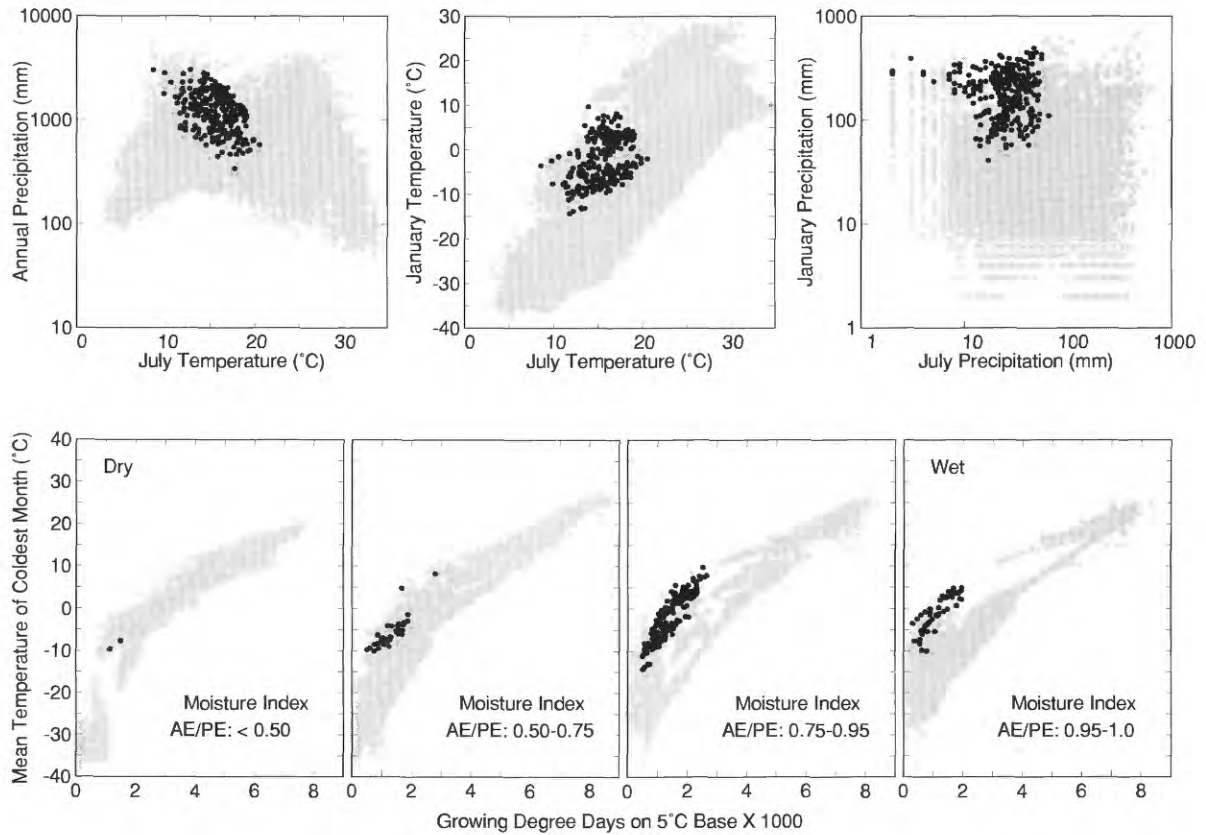 Annual Precipitation (mm)
10000
1000
100
10
0 10 20 30
July Temperature (˚C)
January Temperature (˚C)
30
20
10
0
-10
-20
-30
-40
0 10 20 30
July Temperature (˚C)
January Precipitation (mm)
1000
100
10
1
1 10 100 1000
July Precipitation (mm)
Mean Temperature of Coldest Month (˚C)
40
30
20
10
0
-10
-20
-30
-40
Dry
Moisture Index
AE/PE: < 0.50
0 2 4 6 8
Moisture Index
AE/PE: 0.50-0.75
0 2 4 6 8
Moisture Index
AE/PE: 0.75-0.95
0 2 4 6 8
Wet
Moisture Index
AE/PE: 0.95-1.0
0 2 4 6 8
Growing Degree Days on 5˚C Base X 1000